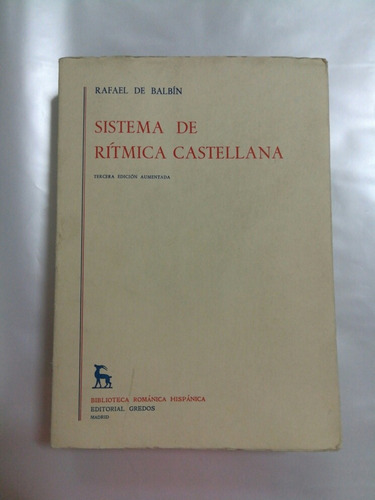 RAFAEL DE BALBÍN
SISTEMA DE
RÍTMICA CASTELLANA
TERCERA EDICIÓN AUMENTADA
BIBLIOTECA ROMÁNICA HISPÁNICA
EDITORIAL GREDOS
MADRID